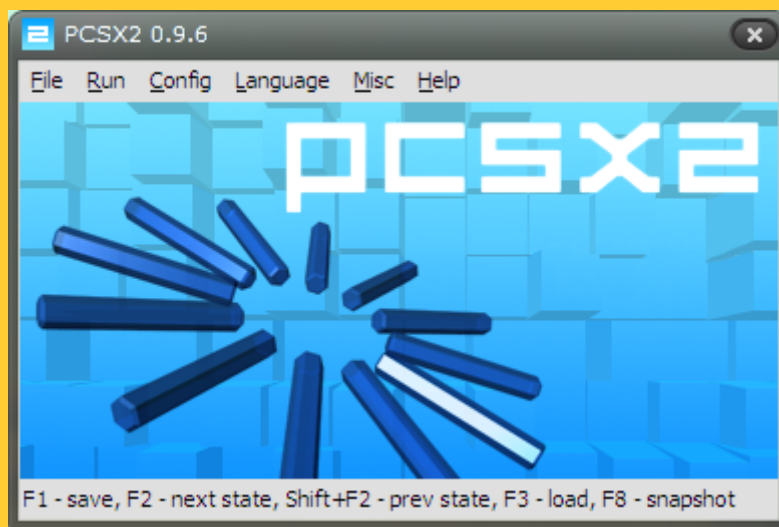 PCSX2 0.9.6
File Run Config Language Misc Help
pcsx2
F1 - save, F2 - next state, Shift+F2 - prev state, F3 - load, F8 - snapshot